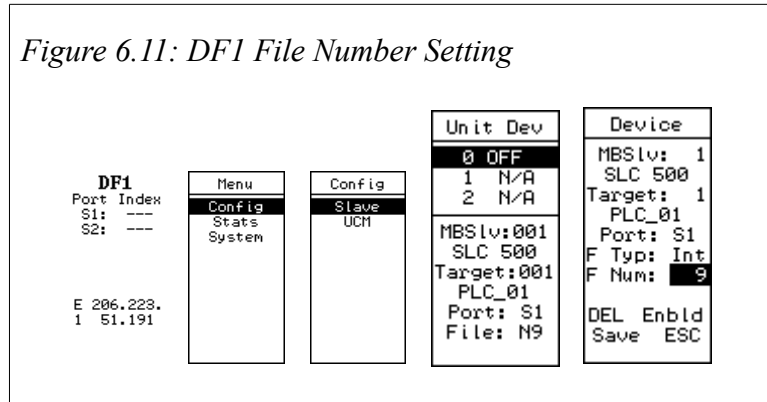 Figure 6.11: DF1 File Number Setting
DF1
Port Index
S1: ---
S2: ---
E 206.223.
1 51.191
Menu
Config
Stats
System
Config
Slave
UCM
Unit Dev
0 OFF
1 N/A
2 N/A
MBSlv:001
SLC 500
Target:001
PLC_01
Port: S1
File: N9
Device
MBSlv: 1
SLC 500
Target: 1
PLC_01
Port: S1
F Typ: Int
F Num: 9
DEL Enbld
Save ESC